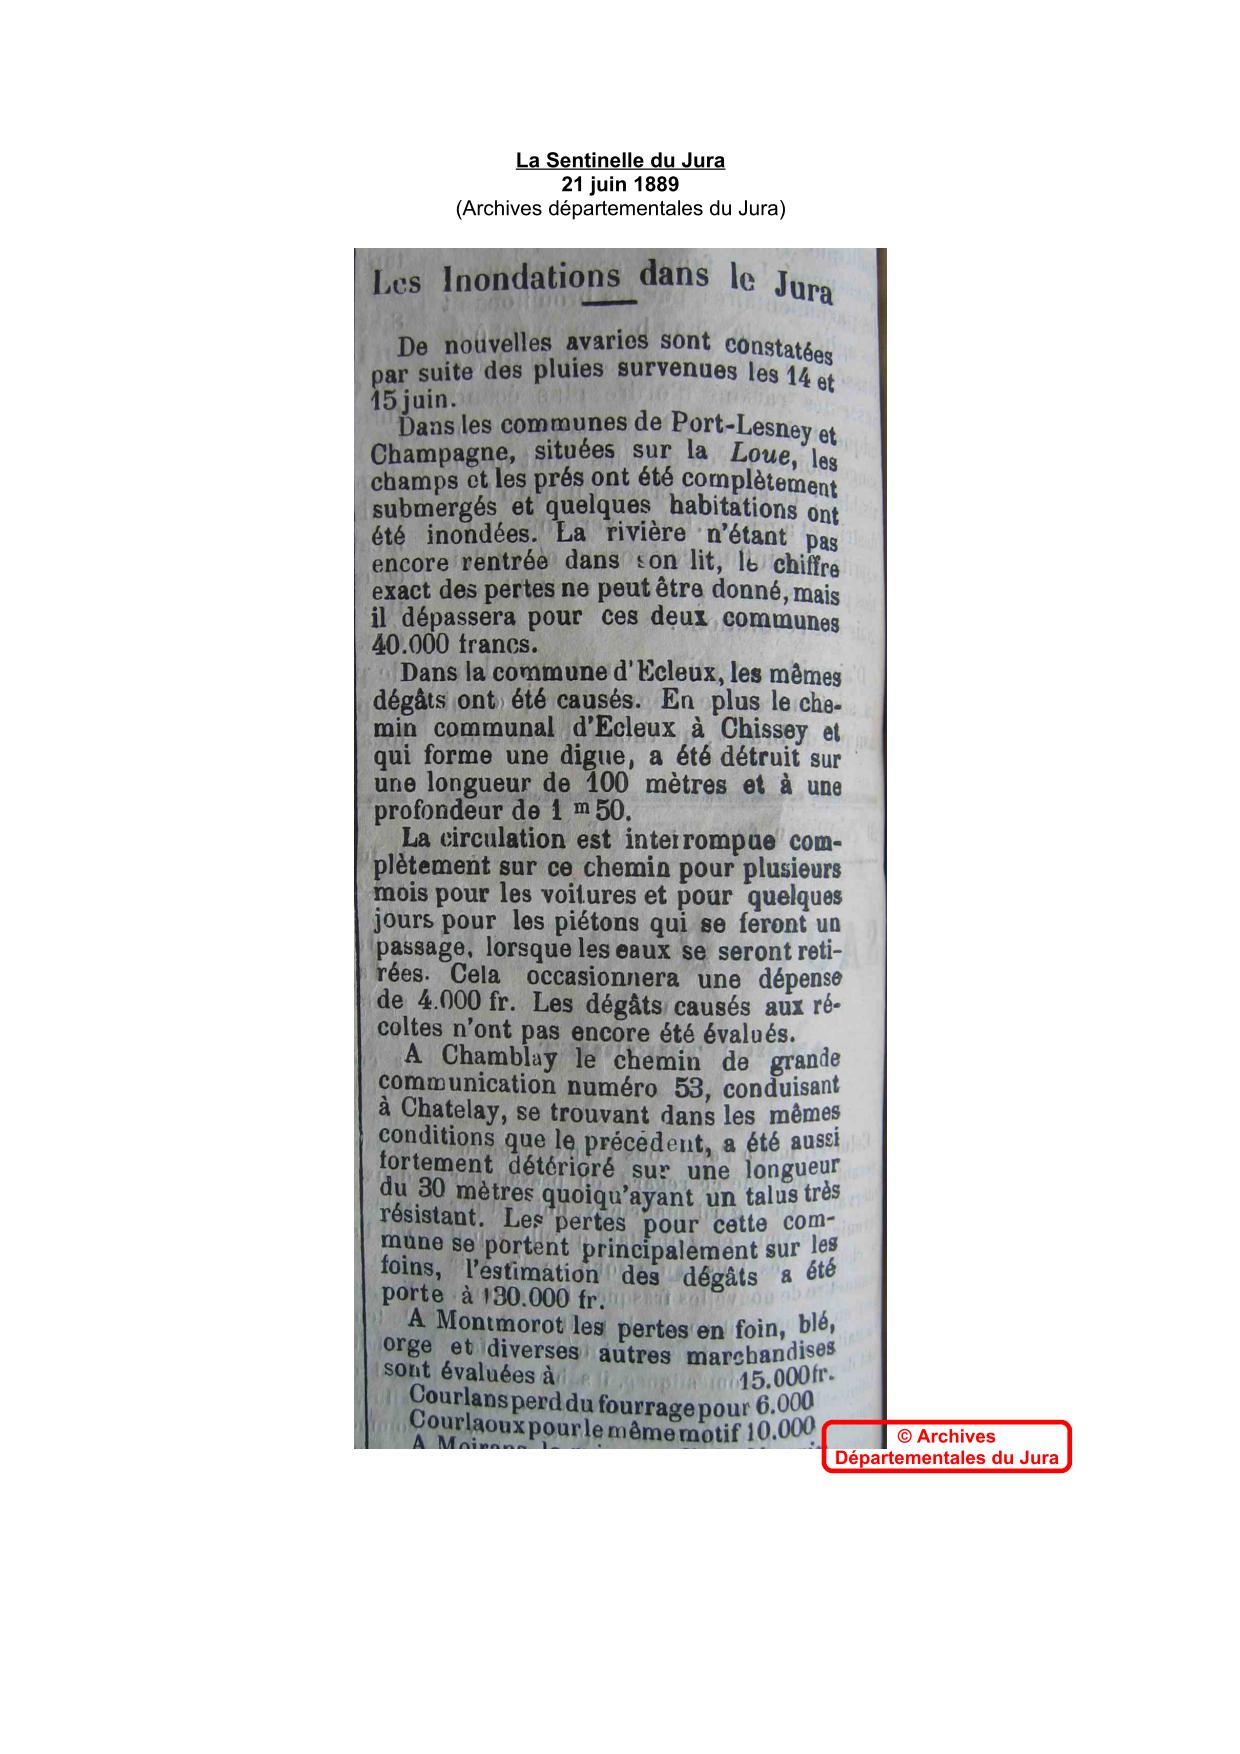 La Sentinelle du Jura
21 juin 1889
(Archives départementales du Jura)
Les Inondations dans le Jura
De nouvelles avaries sont constatées
par suite des pluies survenues les 14 et
15 juin.
Dans les communes de Port-Lesney et
Champagne, situées sur la Loue, les
champs et les prés ont été complètement
submergés et quelques habitations ont
été inondées. La rivière n'étant pas
encore rentrée dans son lit, le chiffre
exact des pertes ne peut être donné, mais
il dépassera pour ces deux communes
40.000 francs.
Dans la commune d'Ecleux, les mêmes
dégâts ont été causés. En plus le che-
min communal d'Ecleux à Chissey et
qui forme une digue, a été détruit sur
une longueur de 100 mètres et à une
profondeur de 1 m 50.
La circulation est interrompue com-
plètement sur ce chemin pour plusieurs
mois pour les voitures et pour quelques
jours pour les piétons qui se feront un
passage, lorsque les eaux se seront reti-
rées. Cela occasionnera une dépense
de 4.000 fr. Les dégâts causés aux ré-
coltes n'ont pas encore été évalués.
A Chamblay le chemin de grande
communication numéro 53, conduisant
à Chatelay, se trouvant dans les mêmes
conditions que le précédent, a été aussi
fortement détérioré sur une longueur
du 30 mètres quoiqu'ayant un talus très
résistant. Les pertes pour cette com-
mune se portent principalement sur les
foins, l'estimation des dégâts a été
porte à 130.000 fr.
A Montmorot les pertes en foin, blé,
orge et diverses autres marchandises
sont évaluées à 15.000 fr.
Courlans perd du fourrage pour 6.000
Courlaoux pour le même motif 10.000
A Moirans
© Archives
Départementales du Jura